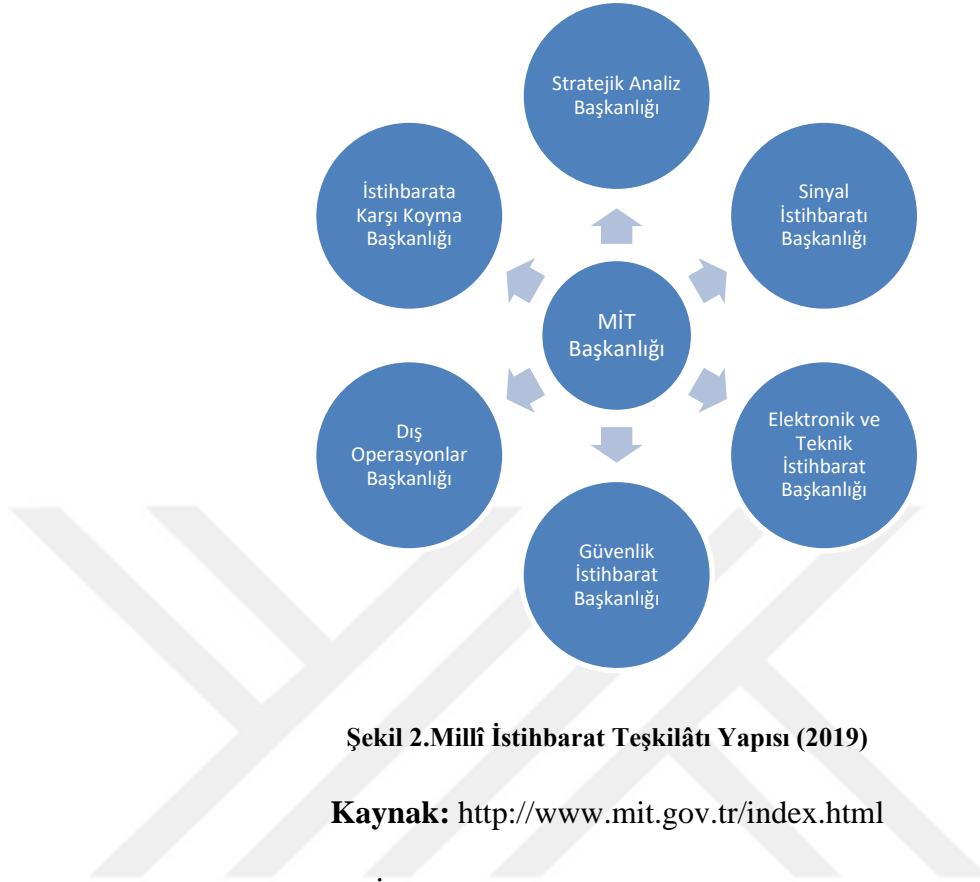 Stratejik Analiz
Başkanlığı
İstihbarata
Karşı Koyma
Başkanlığı
Sinyal
İstihbaratı
Başkanlığı
MİT
Başkanlığı
Dış
Operasyonlar
Başkanlığı
Elektronik ve
Teknik
İstihbarat
Başkanlığı
Güvenlik
İstihbarat
Başkanlığı
Şekil 2.Millî İstihbarat Teşkilâtı Yapısı (2019)
Kaynak: http://www.mit.gov.tr/index.html
.